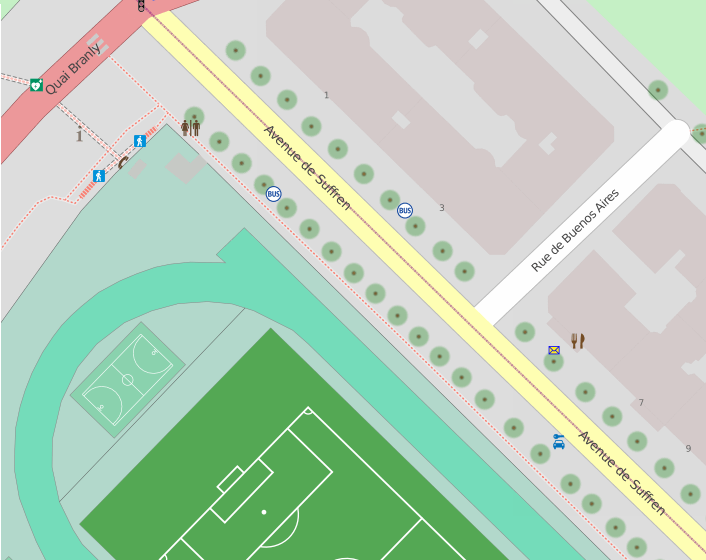 Quai Branly
1
Avenue de Suffren
BUS
BUS
3
Rue de Buenos Aires
7
Avenue de Suffren
9